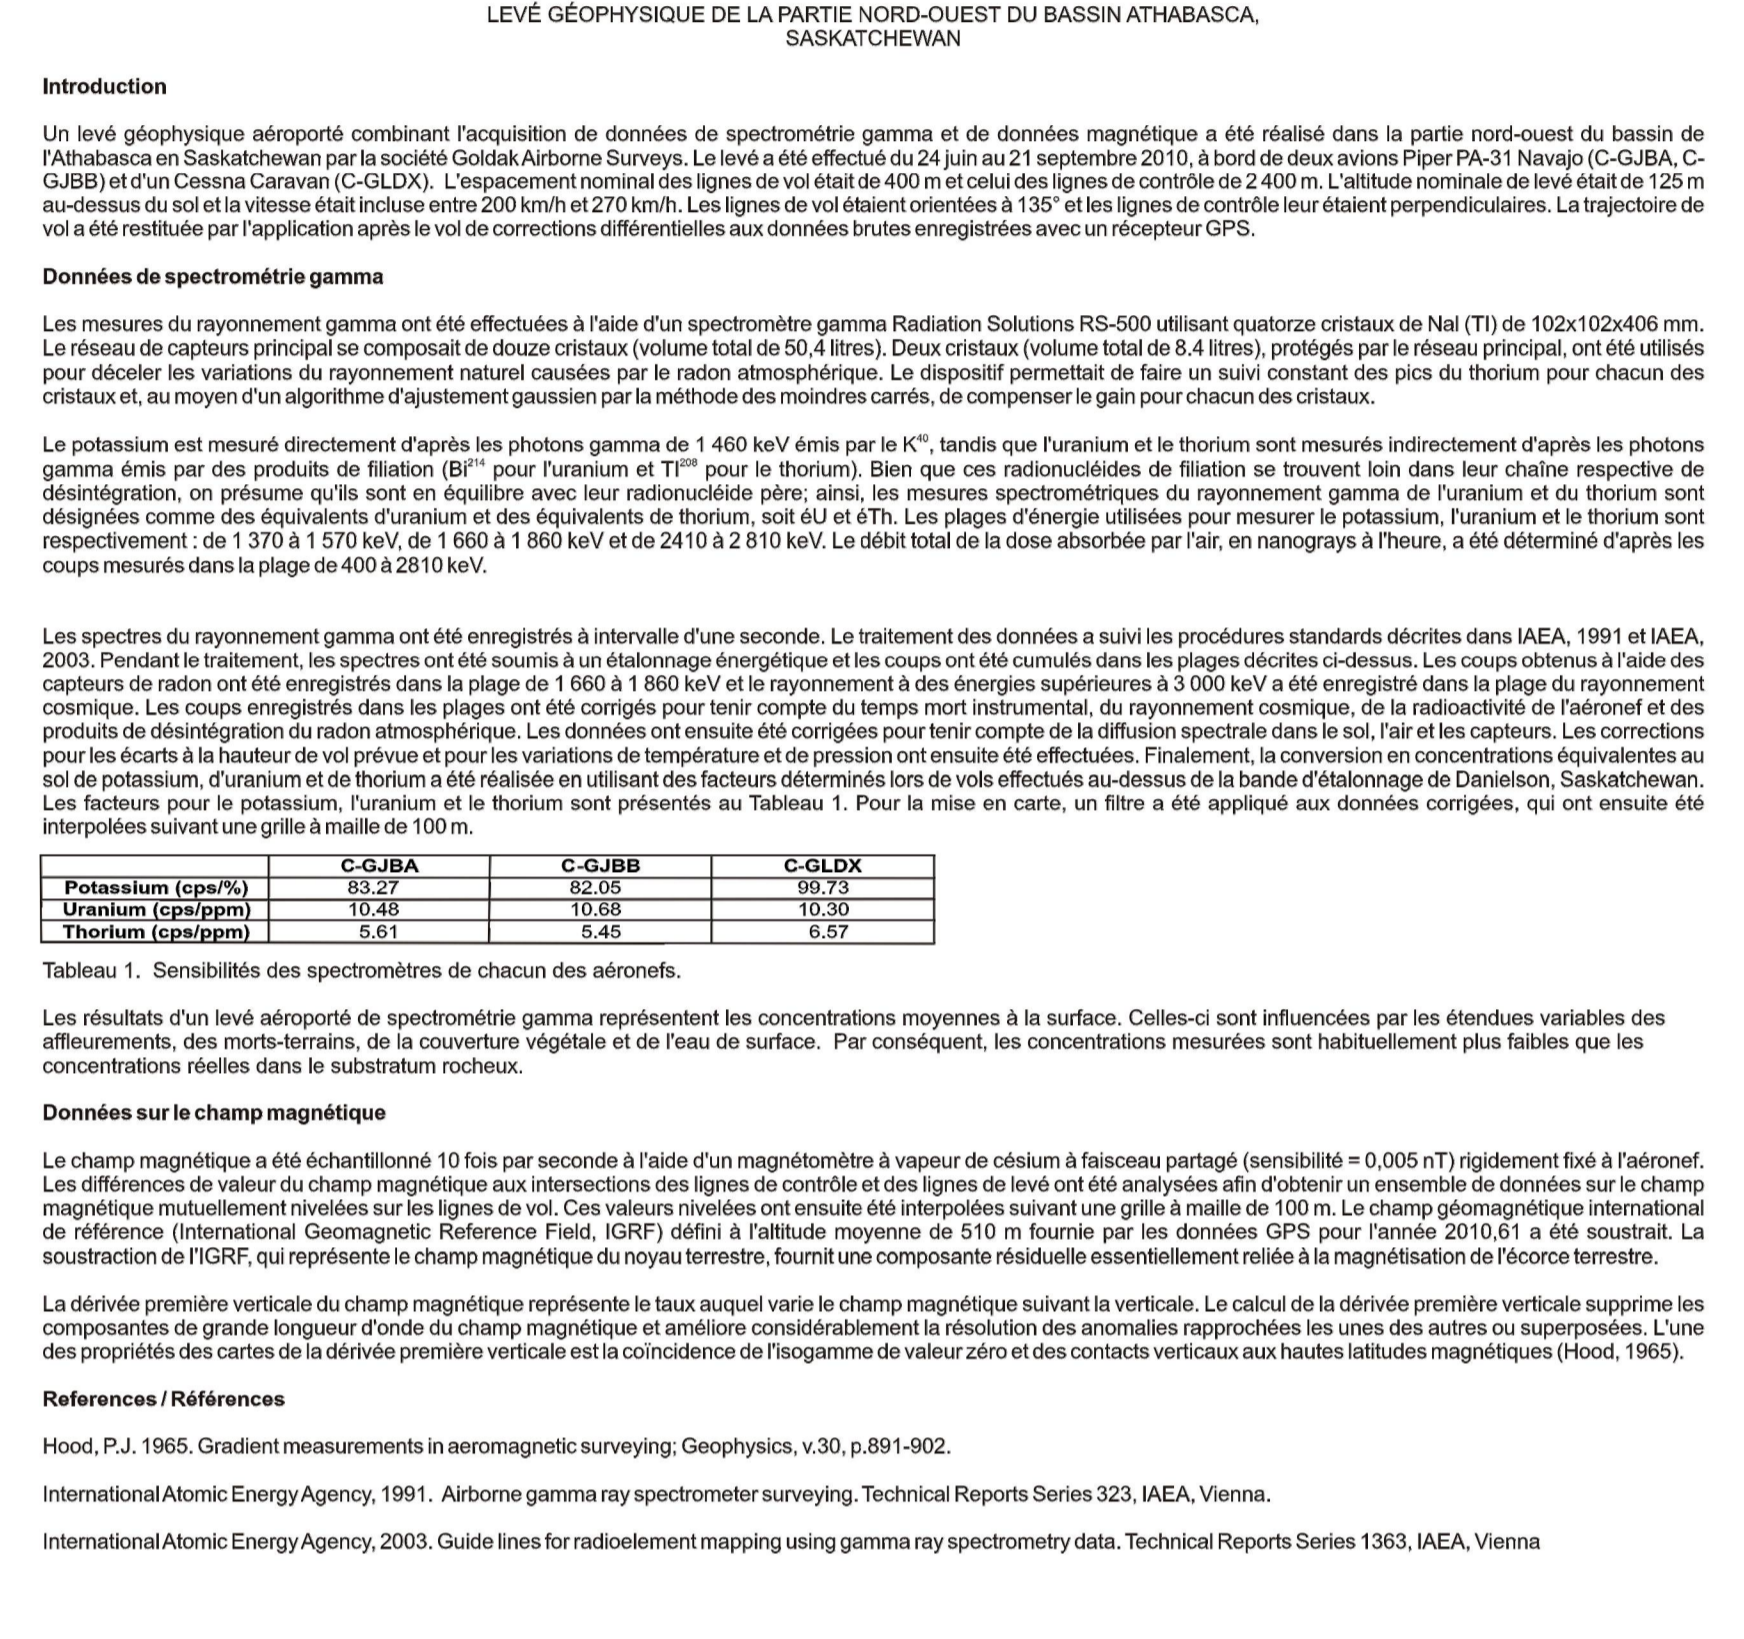 LEVÉ GÉOPHYSIQUE DE LA PARTIE NORD-OUEST DU BASSIN ATHABASCA,
SASKATCHEWAN
Introduction
Un levé géophysique aéroporté combinant l'acquisition de données de spectrométrie gamma et de données magnétique a été réalisé dans la partie nord-ouest du bassin de
l'Athabasca en Saskatchewan par la société Goldak Airborne Surveys. Le levé a été effectué du 24 juin au 21 septembre 2010, à bord de deux avions Piper PA-31 Navajo (C-GJBA, C-
GJBB) et d'un Cessna Caravan (C-GLDX). L'espacement nominal des lignes de vol était de 400 m et celui des lignes de contrôle de 2 400 m. L'altitude nominale de levé était de 125 m
au-dessus du sol et la vitesse était incluse entre 200 km/h et 270 km/h. Les lignes de vol étaient orientées à 135° et les lignes de contrôle leur étaient perpendiculaires. La trajectoire de
vol a été restituée par l'application après le vol de corrections différentielles aux données brutes enregistrées avec un récepteur GPS.
Données de spectrométrie gamma
Les mesures du rayonnement gamma ont été effectuées à l'aide d'un spectromètre gamma Radiation Solutions RS-500 utilisant quatorze cristaux de NaI (Tl) de 102x102x406 mm.
Le réseau de capteurs principal se composait de douze cristaux (volume total de 50,4 litres). Deux cristaux (volume total de 8.4 litres), protégés par le réseau principal, ont été utilisés
pour déceler les variations du rayonnement naturel causées par le radon atmosphérique. Le dispositif permettait de faire un suivi constant des pics du thorium pour chacun des
cristaux et, au moyen d'un algorithme d'ajustement gaussien par la méthode des moindres carrés, de compenser le gain pour chacun des cristaux.
Le potassium est mesuré directement d'après les photons gamma de 1 460 keV émis par le K⁴⁰, tandis que l'uranium et le thorium sont mesurés indirectement d'après les photons
gamma émis par des produits de filiation (Bi²¹⁴ pour l'uranium et Tl²⁰⁸ pour le thorium). Bien que ces radionucléides de filiation se trouvent loin dans leur chaîne respective de
désintégration, on présume qu'ils sont en équilibre avec leur radionucléide père; ainsi, les mesures spectrométriques du rayonnement gamma de l'uranium et du thorium sont
désignées comme des équivalents d'uranium et des équivalents de thorium, soit éU et éTh. Les plages d'énergie utilisées pour mesurer le potassium, l'uranium et le thorium sont
respectivement : de 1 370 à 1 570 keV, de 1 660 à 1 860 keV et de 2410 à 2 810 keV. Le débit total de la dose absorbée par l'air, en nanograys à l'heure, a été déterminé d'après les
coups mesurés dans la plage de 400 à 2810 keV.
Les spectres du rayonnement gamma ont été enregistrés à intervalle d'une seconde. Le traitement des données a suivi les procédures standards décrites dans IAEA, 1991 et IAEA,
2003. Pendant le traitement, les spectres ont été soumis à un étalonnage énergétique et les coups ont été cumulés dans les plages décrites ci-dessus. Les coups obtenus à l'aide des
capteurs de radon ont été enregistrés dans la plage de 1 660 à 1 860 keV et le rayonnement à des énergies supérieures à 3 000 keV a été enregistré dans la plage du rayonnement
cosmique. Les coups enregistrés dans les plages ont été corrigés pour tenir compte du temps mort instrumental, du rayonnement cosmique, de la radioactivité de l'aéronef et des
produits de désintégration du radon atmosphérique. Les données ont ensuite été corrigées pour tenir compte de la diffusion spectrale dans le sol, l'air et les capteurs. Les corrections
pour les écarts à la hauteur de vol prévue et pour les variations de température et de pression ont ensuite été effectuées. Finalement, la conversion en concentrations équivalentes au
sol de potassium, d'uranium et de thorium a été réalisée en utilisant des facteurs déterminés lors de vols effectués au-dessus de la bande d'étalonnage de Danielson, Saskatchewan.
Les facteurs pour le potassium, l'uranium et le thorium sont présentés au Tableau 1. Pour la mise en carte, un filtre a été appliqué aux données corrigées, qui ont ensuite été
interpolées suivant une grille à maille de 100 m.
C-GJBA C-GJBB C-GLDX
Potassium (cps/%) 83.27 82.05 99.73
Uranium (cps/ppm) 10.48 10.68 10.30
Thorium (cps/ppm) 5.61 5.45 6.57
Tableau 1. Sensibilités des spectromètres de chacun des aéronefs.
Les résultats d'un levé aéroporté de spectrométrie gamma représentent les concentrations moyennes à la surface. Celles-ci sont influencées par les étendues variables des
affleurements, des morts-terrains, de la couverture végétale et de l'eau de surface. Par conséquent, les concentrations mesurées sont habituellement plus faibles que les
concentrations réelles dans le substratum rocheux.
Données sur le champ magnétique
Le champ magnétique a été échantillonné 10 fois par seconde à l'aide d'un magnétomètre à vapeur de césium à faisceau partagé (sensibilité = 0,005 nT) rigidement fixé à l'aéronef.
Les différences de valeur du champ magnétique aux intersections des lignes de contrôle et des lignes de levé ont été analysées afin d'obtenir un ensemble de données sur le champ
magnétique mutuellement nivelées sur les lignes de vol. Ces valeurs nivelées ont ensuite été interpolées suivant une grille à maille de 100 m. Le champ géomagnétique international
de référence (International Geomagnetic Reference Field, IGRF) défini à l'altitude moyenne de 510 m fournie par les données GPS pour l'année 2010,61 a été soustrait. La
soustraction de l'IGRF, qui représente le champ magnétique du noyau terrestre, fournit une composante résiduelle essentiellement reliée à la magnétisation de l'écorce terrestre.
La dérivée première verticale du champ magnétique représente le taux auquel varie le champ magnétique suivant la verticale. Le calcul de la dérivée première verticale supprime les
composantes de grande longueur d'onde du champ magnétique et améliore considérablement la résolution des anomalies rapprochées les unes des autres ou superposées. L'une
des propriétés des cartes de la dérivée première verticale est la coïncidence de l'isogamme de valeur zéro et des contacts verticaux aux hautes latitudes magnétiques (Hood, 1965).
References / Références
Hood, P.J. 1965. Gradient measurements in aeromagnetic surveying; Geophysics, v.30, p.891-902.
International Atomic Energy Agency, 1991. Airborne gamma ray spectrometer surveying. Technical Reports Series 323, IAEA, Vienna.
International Atomic Energy Agency, 2003. Guide lines for radioelement mapping using gamma ray spectrometry data. Technical Reports Series 1363, IAEA, Vienna